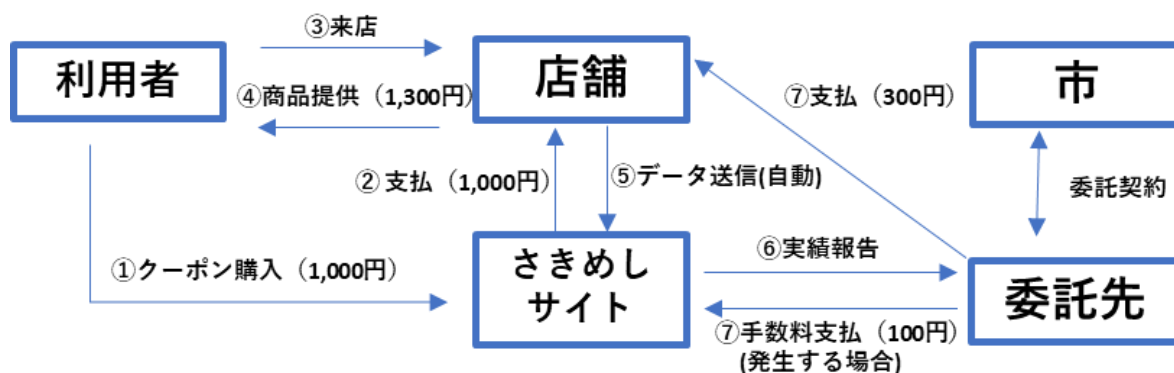 ③来店
利用者
店舗
市
④商品提供（1,300円）
⑦支払（300円）
②支払（1,000円）
⑤データ送信(自動)
委託契約
①クーポン購入（1,000円）
さきめし
サイト
⑥実績報告
委託先
⑦手数料支払（100円）
(発生する場合)